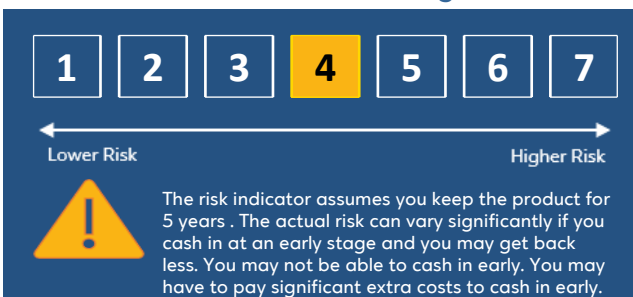 1 2 3 4 5 6 7
Lower Risk Higher Risk
The risk indicator assumes you keep the product for
5 years . The actual risk can vary significantly if you
cash in at an early stage and you may get back
less. You may not be able to cash in early. You may
have to pay significant extra costs to cash in early.